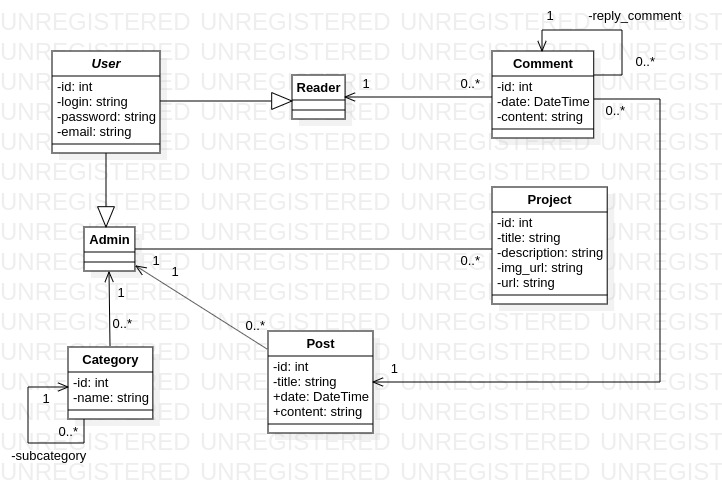 1
-reply_comment
User
-id: int
-login: string
-password: string
-email: string
Reader
1
0..*
Comment
-id: int
-date: DateTime
-content: string
0..*
0..*
Admin
1
0..*
Project
-id: int
-title: string
-description: string
-img_url: string
-url: string
1
1
0..*
0..*
Post
-id: int
-title: string
+date: DateTime
+content: string
1
Category
-id: int
-name: string
1
0..*
-subcategory
UNREGISTERED UNREGISTERED UNREGISTERED UNREGISTERED